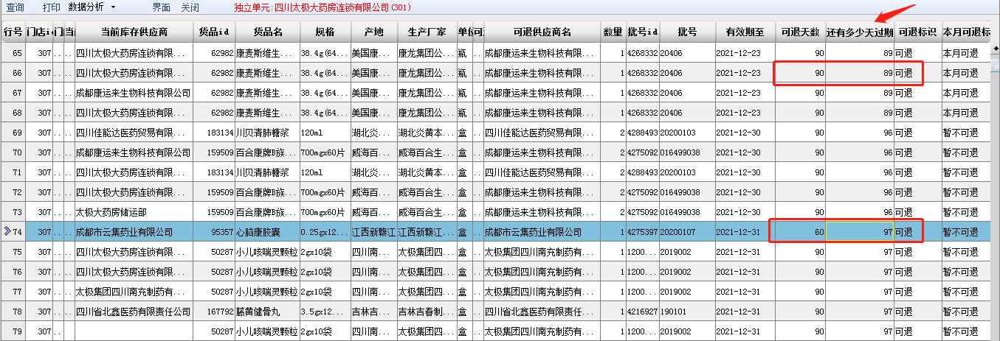 查询 打印 数据分析 界面 关闭 独立单元:四川太极大药房连锁有限公司(301)
行号 门店id 门 当前 当前库存供应商 货品id 货品名 规格 产地 生产厂家 单位 可 可退供应商名 数量 批号id 批号 有效期至 可退天数 还有多少天过期 可退标识 本月可退标
65 307 .. .. 四川太极大药房连锁有限... 62982 康麦斯维生... 38.4g(64... 美国康... 康龙集团公... 瓶 .. 成都康运来生物科技有限... 1 4268332 20406 2021-12-23 90 89 可退 本月可退
66 307 .. .. 四川太极大药房连锁有限... 62982 康麦斯维生... 38.4g(64... 美国康... 康龙集团公... 瓶 .. 成都康运来生物科技有限... 1 4268332 20406 2021-12-23 90 89 可退 本月可退
67 307 .. .. 成都康运来生物科技有限公司 62982 康麦斯维生... 38.4g(64... 美国康... 康龙集团公... 瓶 .. 成都康运来生物科技有限... 1 4268332 20406 2021-12-23 90 89 可退 本月可退
68 307 .. .. 四川太极大药房连锁有限... 62982 康麦斯维生... 38.4g(64... 美国康... 康龙集团公... 瓶 .. 成都康运来生物科技有限... 1 4268332 20406 2021-12-23 90 89 可退 本月可退
69 307 .. .. 四川佳能达医药贸易有限... 183134 川贝清肺糖浆 120ml 湖北炎... 湖北炎黄本... 盒 .. 四川佳能达医药贸易有限... 2 4288493 20200103 2021-12-30 90 96 可退 暂不可退
70 307 .. .. 成都康运来生物科技有限公司 159509 百合康牌B族... 700mgx60片 威海百... 威海百合生... 盒 .. 成都康运来生物科技有限... 2 4275092 016499038 2021-12-30 90 96 可退 暂不可退
71 307 .. .. 四川太极大药房连锁有限... 183134 川贝清肺糖浆 120ml 湖北炎... 湖北炎黄本... 盒 .. 四川佳能达医药贸易有限... 2 4288493 20200103 2021-12-30 90 96 可退 暂不可退
72 307 .. .. 四川太极大药房连锁有限... 159509 百合康牌B族... 700mgx60片 威海百... 威海百合生... 盒 .. 成都康运来生物科技有限... 2 4275092 016499038 2021-12-30 90 96 可退 暂不可退
73 307 .. .. 太极大药房储运部 159509 百合康牌B族... 700mgx60片 威海百... 威海百合生... 盒 .. 成都康运来生物科技有限... 2 4275092 016499038 2021-12-30 90 96 可退 暂不可退
74 307 .. .. 成都市云集药业有限公司 95357 心脑康胶囊 0.25gx12... 江西新赣江 江西新赣江... 盒 .. 成都市云集药业有限公司 1 4275397 20200107 2021-12-31 60 97 可退 暂不可退
75 307 .. .. 四川太极大药房连锁有限... 50287 小儿咳喘灵颗粒 2gx10袋 四川南... 太极集团四... 盒 .. 太极集团四川南充制药有... 1 1200... 2019002 2021-12-31 90 97 可退 暂不可退
76 307 .. .. 四川太极大药房连锁有限... 50287 小儿咳喘灵颗粒 2gx10袋 四川南... 太极集团四... 盒 .. 太极集团四川南充制药有... 1 1200... 2019002 2021-12-31 90 97 可退 暂不可退
77 307 .. .. 太极集团四川南充制药有... 50287 小儿咳喘灵颗粒 2gx10袋 四川南... 太极集团四... 盒 .. 太极集团四川南充制药有... 1 1200... 2019002 2021-12-31 90 97 可退 暂不可退
78 307 .. .. 四川省北鑫医药有限责任公司 167792 藤黄健骨丸 3.5gx12... 吉林吉... 吉林吉春制... 盒 .. 四川省北鑫医药有限责任... 1 4216927 190101 2021-12-31 90 97 可退 暂不可退
79 307 .. .. 50287 小儿咳喘灵颗粒 2gx10袋 四川南... 太极集团四... 盒 .. 太极集团四川南充制药有... 1 1200... 2019002 2021-12-31 90 97 可退 暂不可退